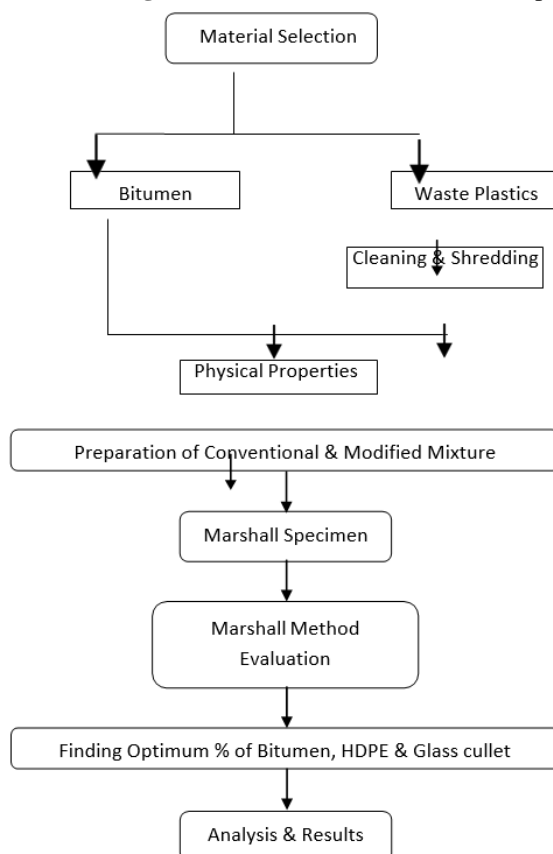 Material Selection
Bitumen
Waste Plastics
Cleaning & Shredding
Physical Properties
Preparation of Conventional & Modified Mixture
Marshall Specimen
Marshall Method
Evaluation
Finding Optimum % of Bitumen, HDPE & Glass cullet
Analysis & Results